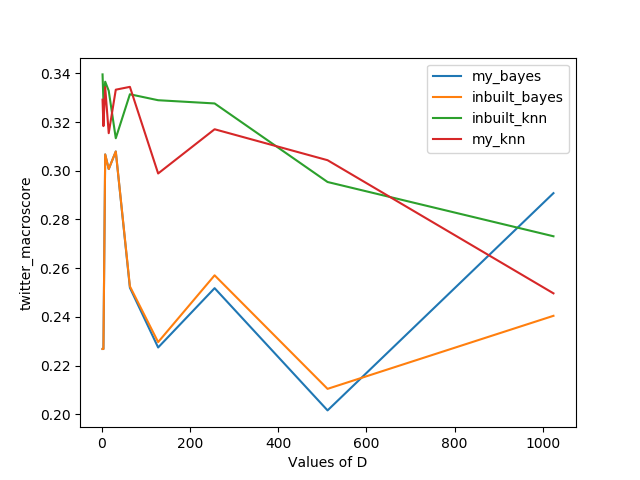 my_bayes
inbuilt_bayes
inbuilt_knn
my_knn
twitter_macroscore
0.34
0.32
0.30
0.28
0.26
0.24
0.22
0.20
0 200 400 600 800 1000
Values of D